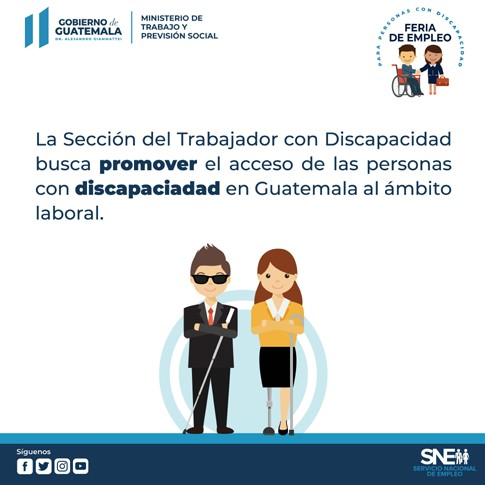 GOBIERNO de
GUATEMALA
DR. ALEJANDRO GIAMMATTEI
MINISTERIO DE
TRABAJO Y
PREVISIÓN SOCIAL
PARA PERSONAS CON DISCAPACIDAD
FERIA
DE EMPLEO
La Sección del Trabajador con Discapacidad
busca promover el acceso de las personas
con discapaciadad en Guatemala al ámbito
laboral.
Síguenos
SNE
SERVICIO NACIONAL
DE EMPLEO